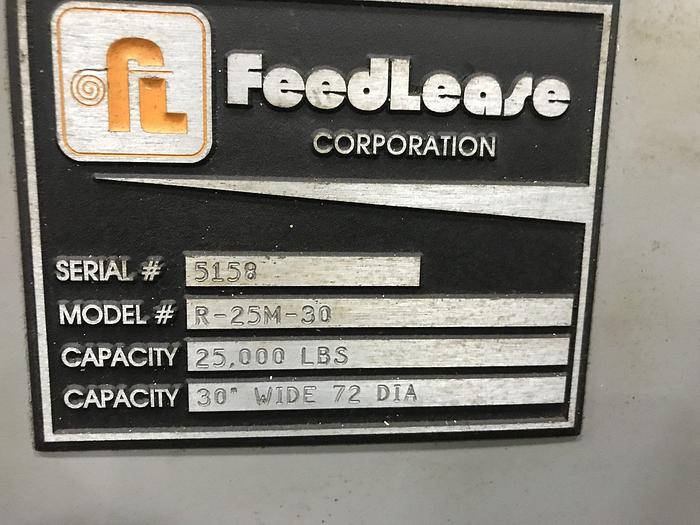 fL
FeedLease
CORPORATION
SERIAL # 5158
MODEL # R-25M-30
CAPACITY 25,000 LBS
CAPACITY 30" WIDE 72 DIA